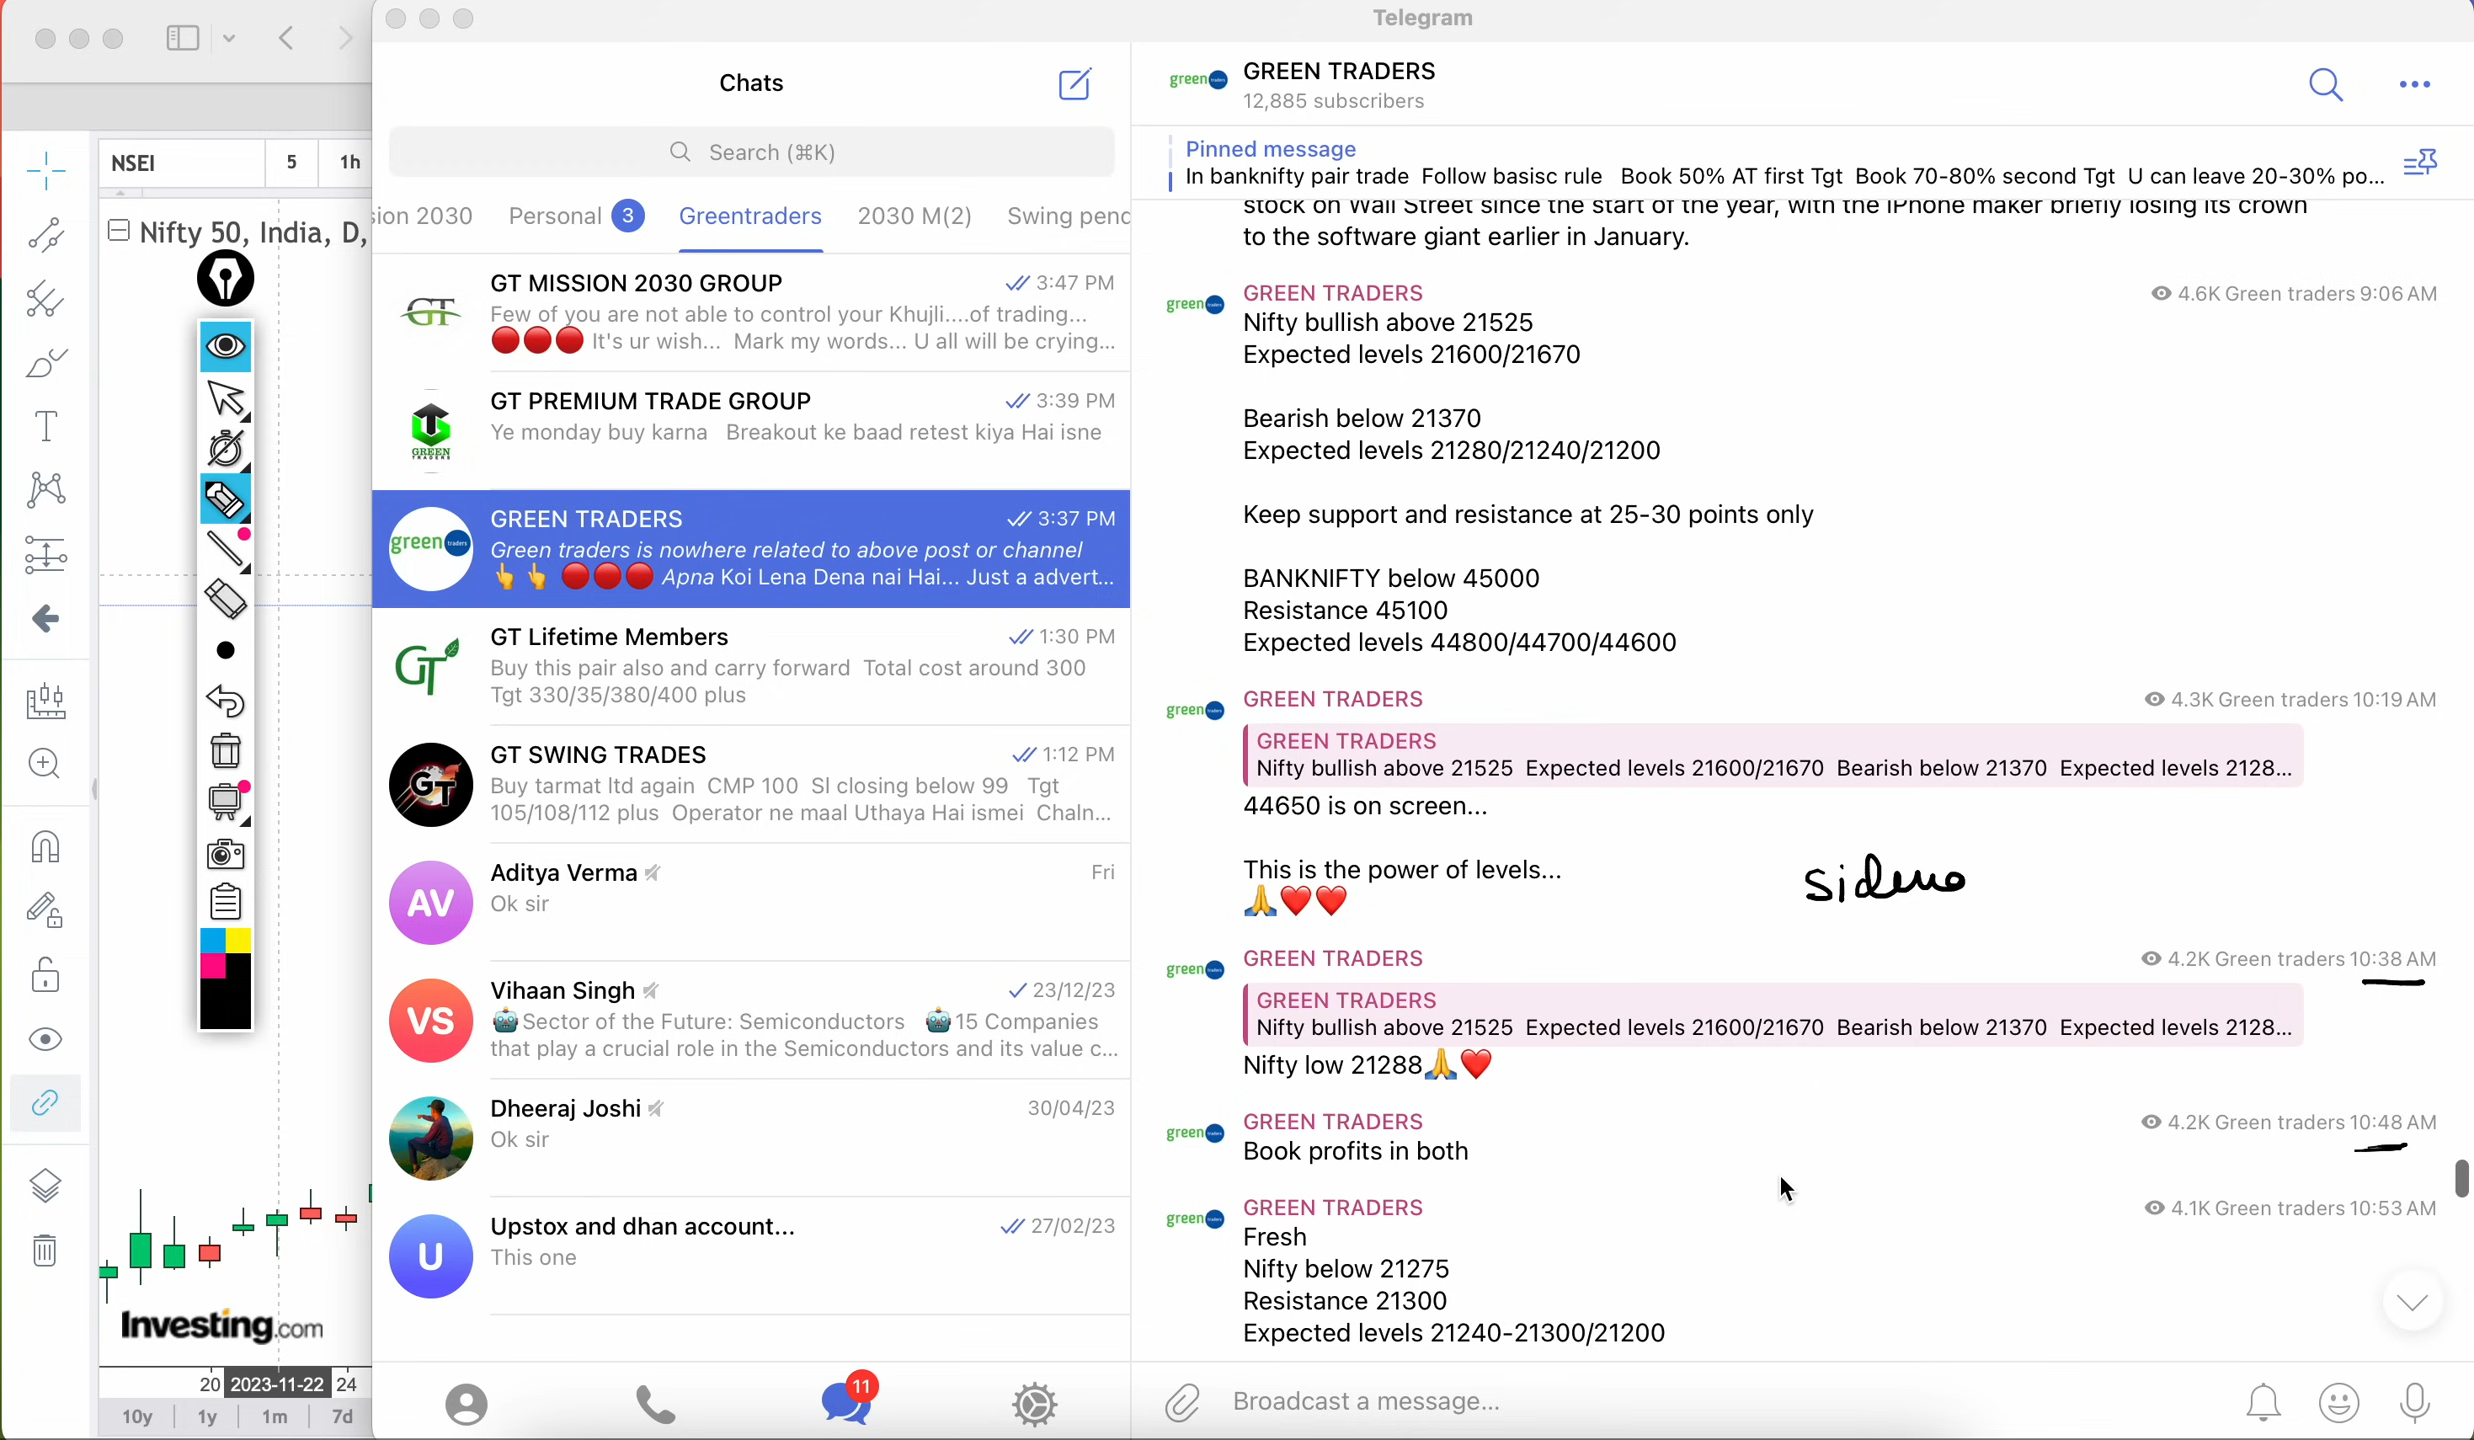 Telegram
NSEI 5 1h
Nifty 50, India, D,
Investing.com
20 2023-11-22 24
10y 1y 1m 7d
Chats
Search (⌘K)
sion 2030 Personal 3 Greentraders 2030 M(2) Swing pend
GT MISSION 2030 GROUP 3:47 PM
Few of you are not able to control your Khujli....of trading...
🔴🔴🔴 It's ur wish... Mark my words... U all will be crying...
GT
GT PREMIUM TRADE GROUP 3:39 PM
Ye monday buy karna Breakout ke baad retest kiya Hai isne
GREEN
TRADERS
GREEN TRADERS 3:37 PM
Green traders is nowhere related to above post or channel
👆👆 🔴🔴🔴 Apna Koi Lena Dena nai Hai... Just a advert...
green traders
GT Lifetime Members 1:30 PM
Buy this pair also and carry forward Total cost around 300
Tgt 330/35/380/400 plus
GT
GT SWING TRADES 1:12 PM
Buy tarmat ltd again CMP 100 Sl closing below 99 Tgt
105/108/112 plus Operator ne maal Uthaya Hai ismei Chaln...
GT
Aditya Verma Fri
Ok sir
AV
Vihaan Singh 23/12/23
🤖Sector of the Future: Semiconductors 🤖15 Companies
that play a crucial role in the Semiconductors and its value c...
VS
Dheeraj Joshi 30/04/23
Ok sir
Upstox and dhan account... 27/02/23
This one
U
11
green GREEN TRADERS
12,885 subscribers
Pinned message
In banknifty pair trade Follow basisc rule Book 50% AT first Tgt Book 70-80% second Tgt U can leave 20-30% po...
stock on Wall Street since the start of the year, with the iPhone maker briefly losing its crown
to the software giant earlier in January.
green GREEN TRADERS 4.6K Green traders 9:06 AM
Nifty bullish above 21525
Expected levels 21600/21670
Bearish below 21370
Expected levels 21280/21240/21200
Keep support and resistance at 25-30 points only
BANKNIFTY below 45000
Resistance 45100
Expected levels 44800/44700/44600
green GREEN TRADERS 4.3K Green traders 10:19 AM
GREEN TRADERS
Nifty bullish above 21525 Expected levels 21600/21670 Bearish below 21370 Expected levels 2128...
44650 is on screen...
This is the power of levels...
🙏❤️❤️
green GREEN TRADERS 4.2K Green traders 10:38 AM
GREEN TRADERS
Nifty bullish above 21525 Expected levels 21600/21670 Bearish below 21370 Expected levels 2128...
Nifty low 21288🙏❤️
green GREEN TRADERS 4.2K Green traders 10:48 AM
Book profits in both
green GREEN TRADERS 4.1K Green traders 10:53 AM
Fresh
Nifty below 21275
Resistance 21300
Expected levels 21240-21300/21200
Broadcast a message...